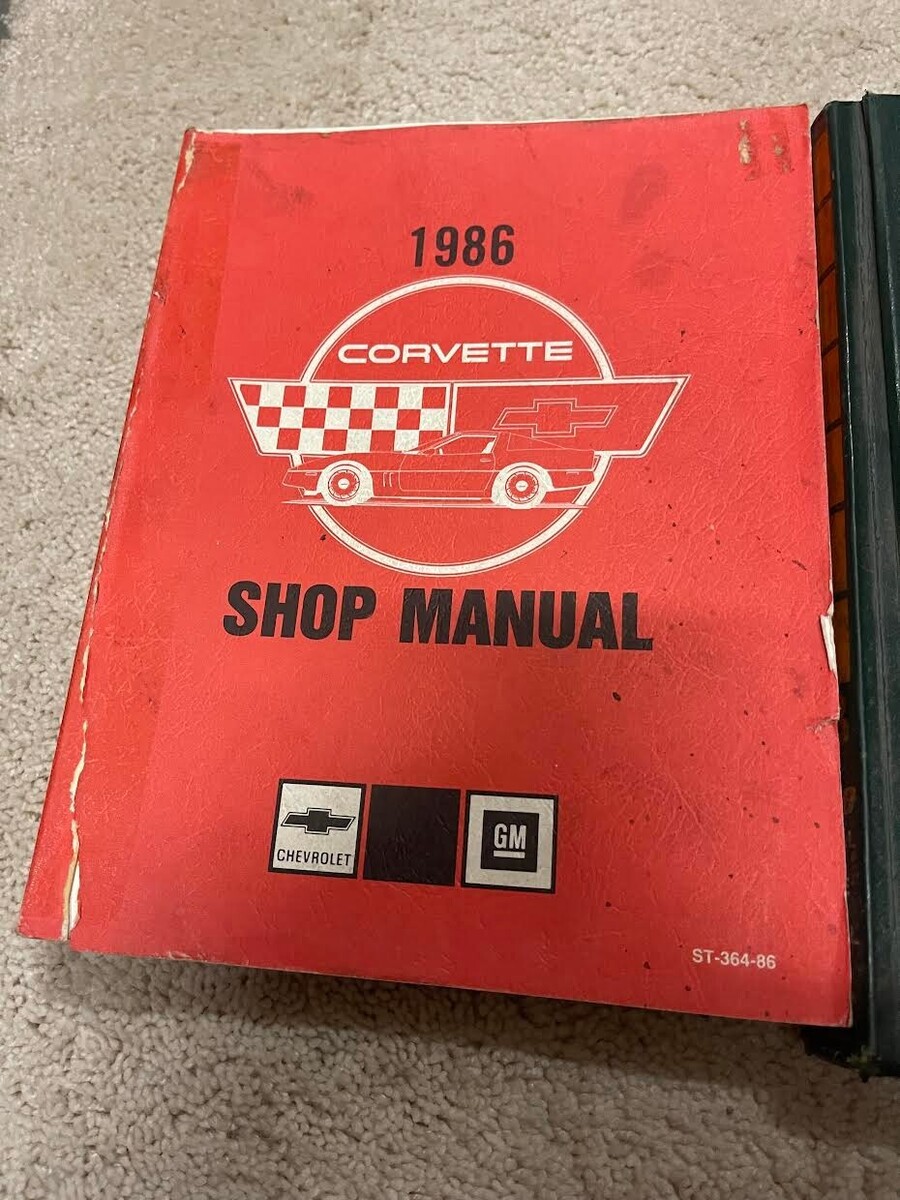 1986
CORVETTE
SHOP MANUAL
CHEVROLET
GM
ST-364-86